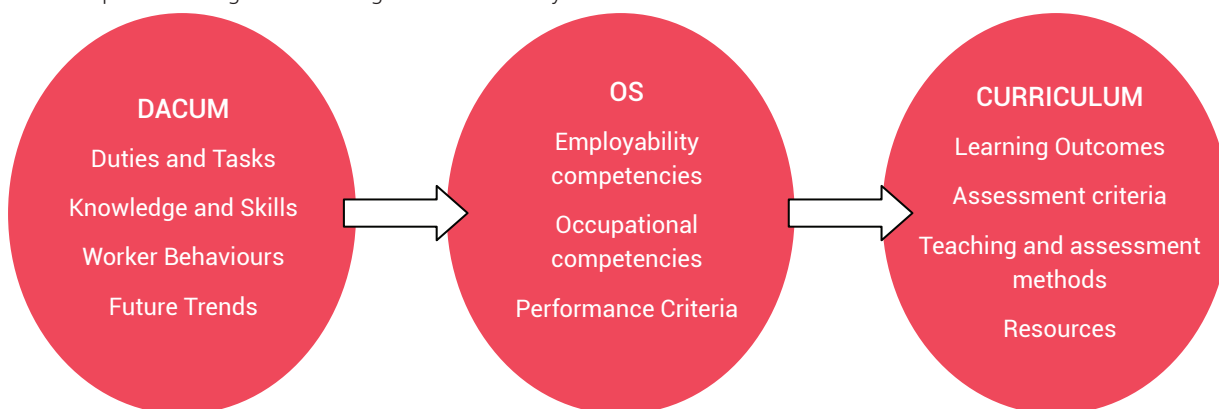 DACUM
Duties and Tasks
Knowledge and Skills
Worker Behaviours
Future Trends
OS
Employability
competencies
Occupational
competencies
Performance Criteria
CURRICULUM
Learning Outcomes
Assessment criteria
Teaching and assessment
methods
Resources